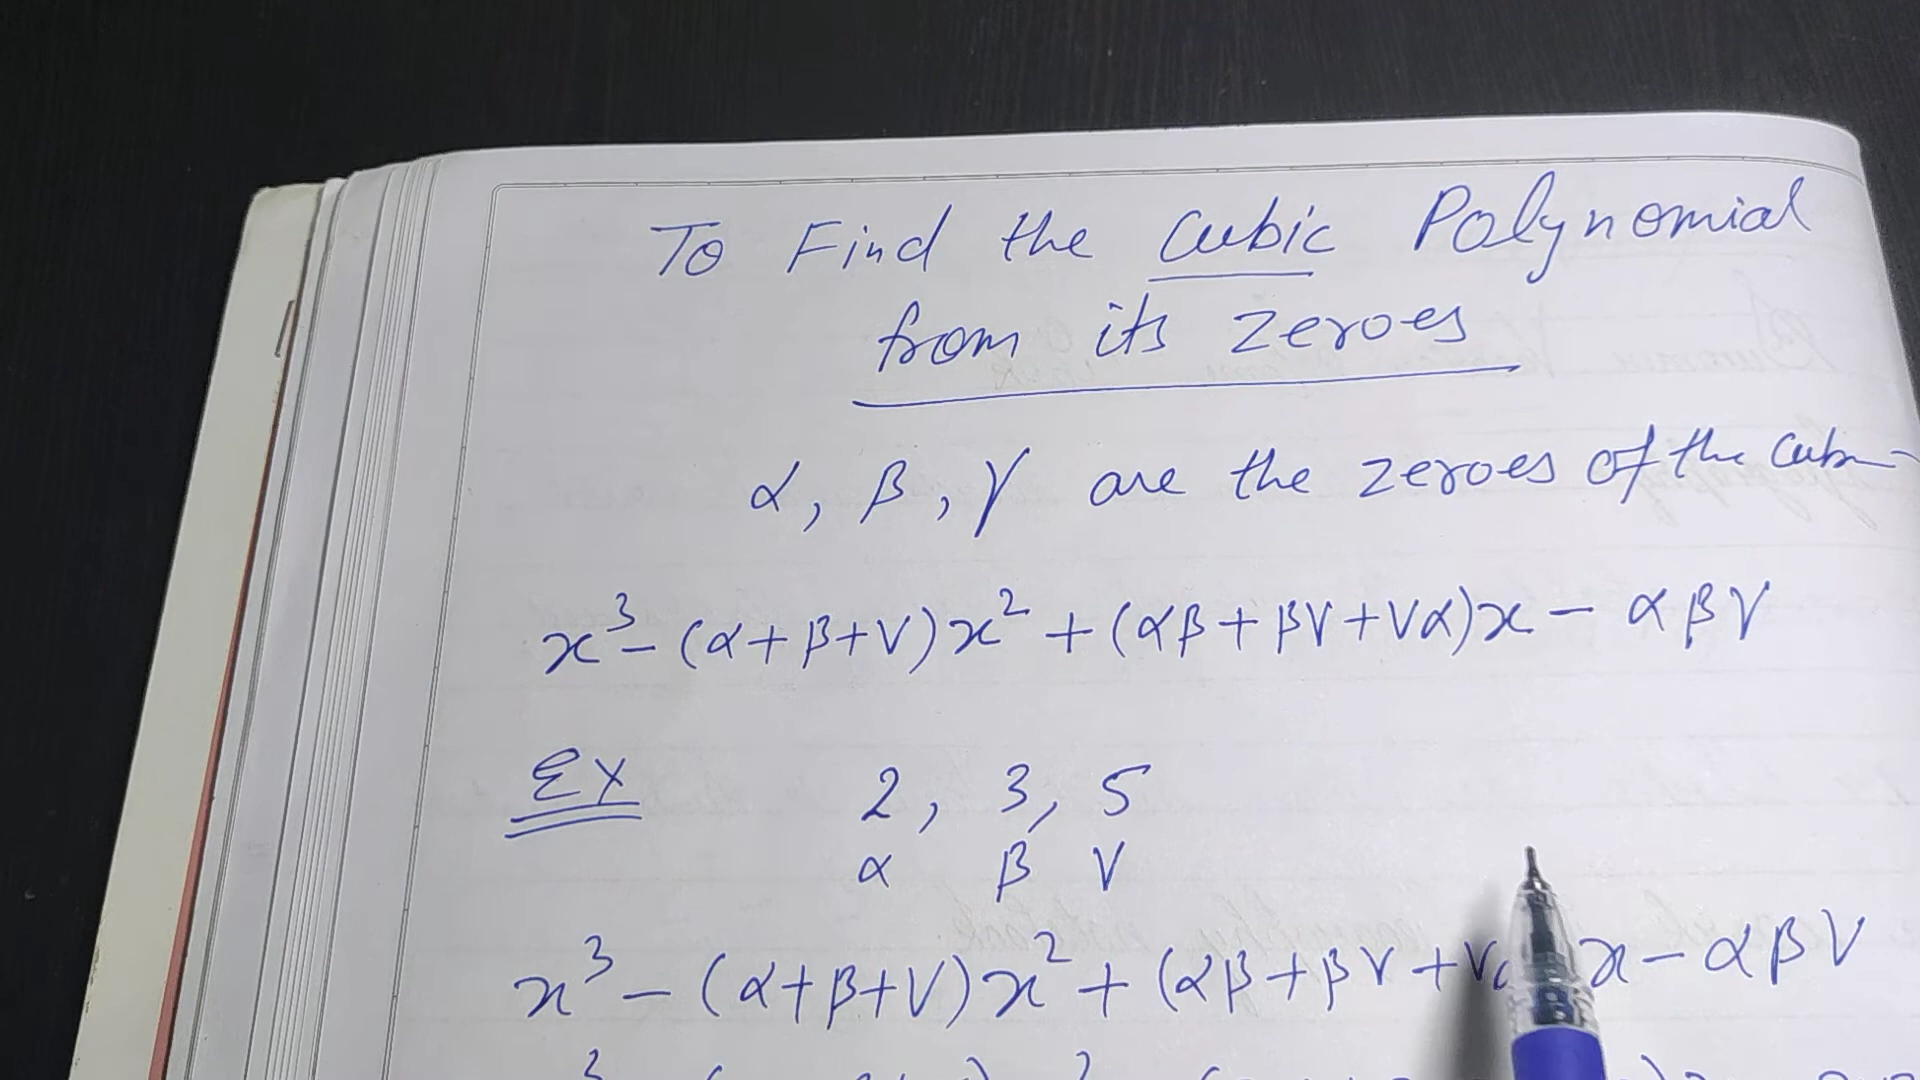 To Find the Cubic Polynomial
from its zeroes
α, β, γ are the zeroes of the
x³ - (α+β+γ)x² + (αβ + βγ+γα)x - αβγ
Ex 2, 3, 5
α β γ
x³ - (α+β+γ)x² + (αβ+βγ+γ x - αβγ